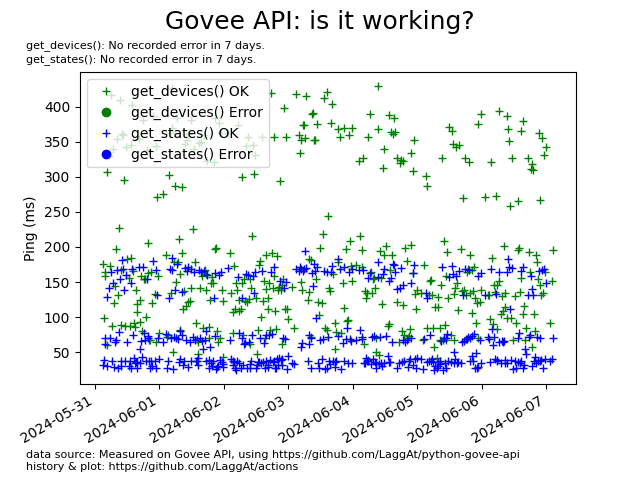 Govee API: is it working?
get_devices(): No recorded error in 7 days.
get_states(): No recorded error in 7 days.
get_devices() OK
get_devices() Error
get_states() OK
get_states() Error
Ping (ms)
400
350
300
250
200
150
100
50
2024-05-31
2024-06-01
2024-06-02
2024-06-03
2024-06-04
2024-06-05
2024-06-06
2024-06-07
data source: Measured on Govee API, using https://github.com/LaggAt/python-govee-api
history & plot: https://github.com/LaggAt/actions